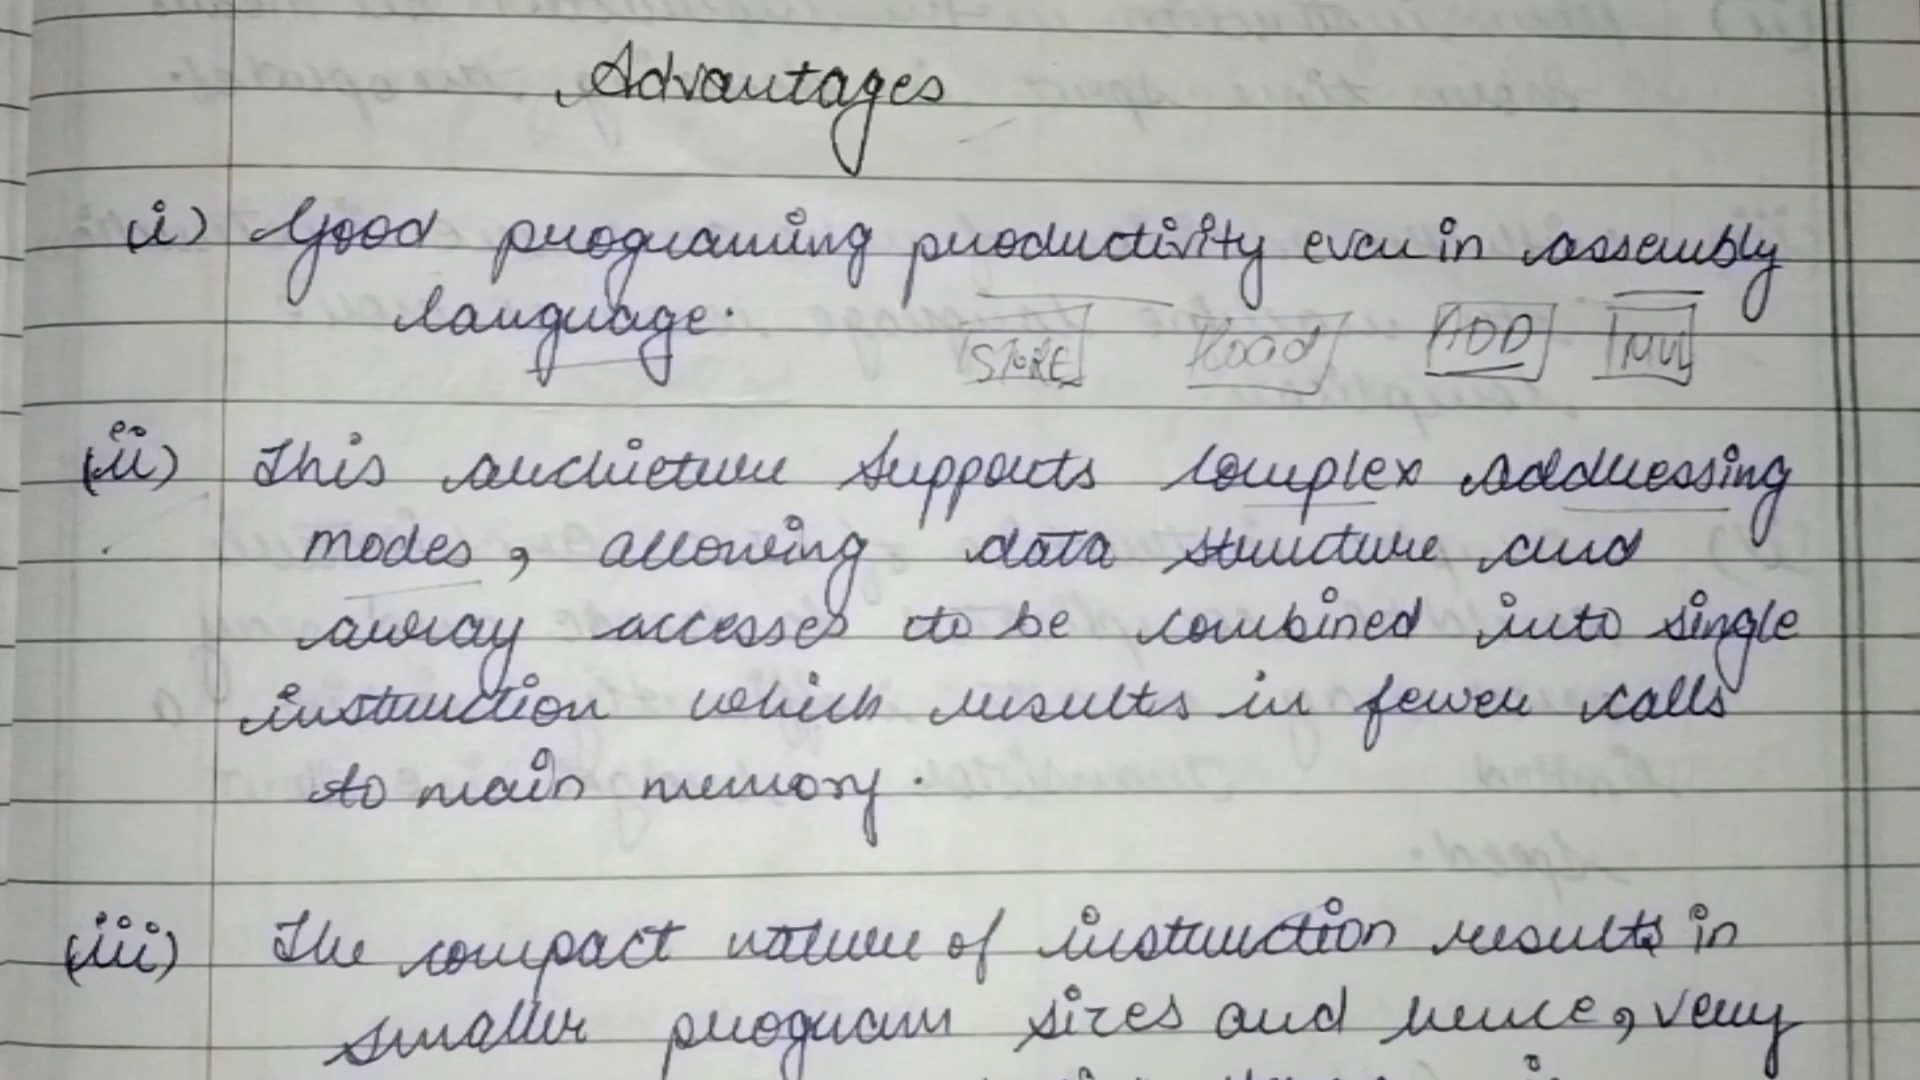 Advantages
(i) Good programing productivity even in assembly
language.
STORE Load ADD MUL
(ii) This archicture supports complex addressing
modes, allowing data structure and
array accesses to be combined into single
instruction which results in fewer calls
to main memory.
(iii) The compact nature of instruction results in
smaller program sizes and hence, very